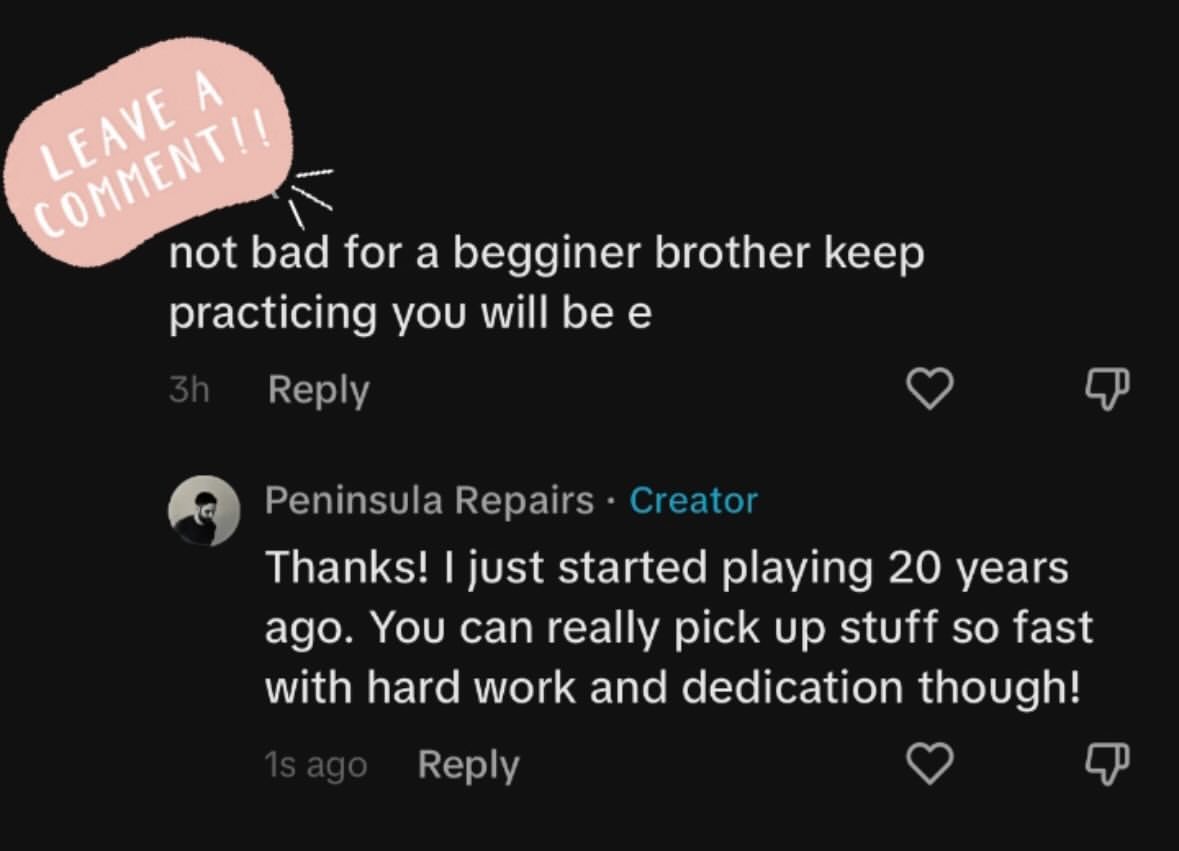 LEAVE A
COMMENT!!
not bad for a begginer brother keep
practicing you will be e
3h Reply
Peninsula Repairs · Creator
Thanks! I just started playing 20 years
ago. You can really pick up stuff so fast
with hard work and dedication though!
1s ago Reply